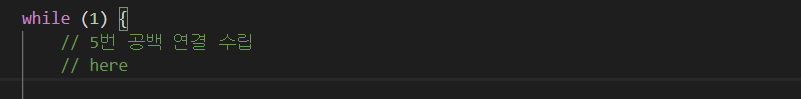 while (1) {
// 5번 공백 연결 수립
// here